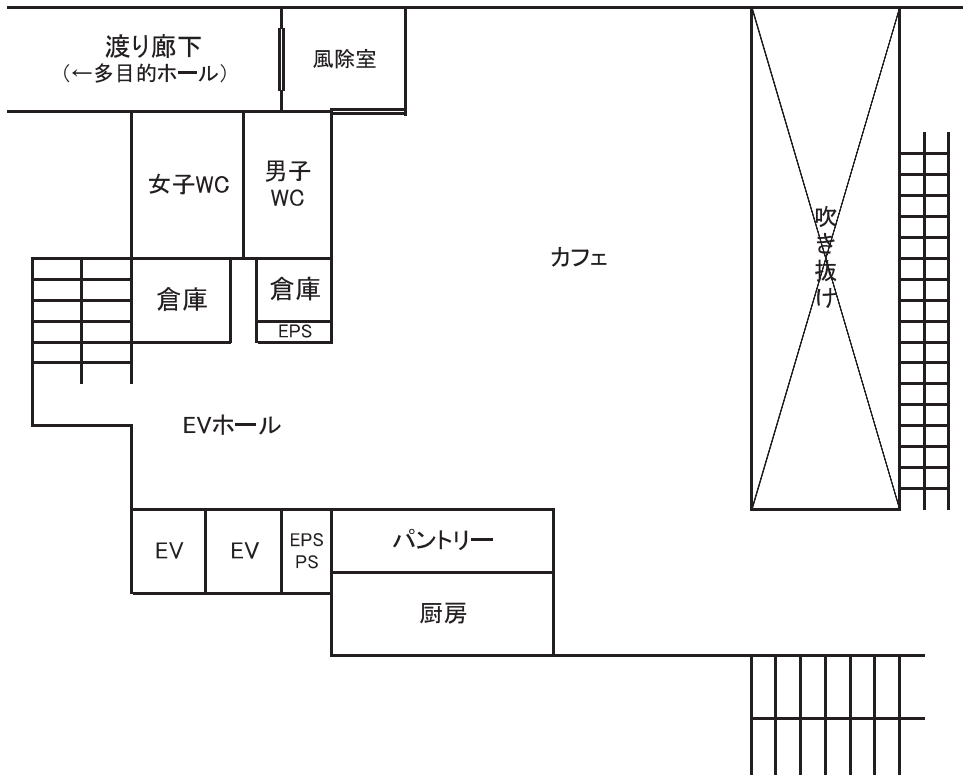 渡り廊下
（←多目的ホール）
風除室
女子WC
男子
WC
倉庫
倉庫
EPS
カフェ
吹き抜け
EVホール
EV
EV
EPS
PS
パントリー
厨房